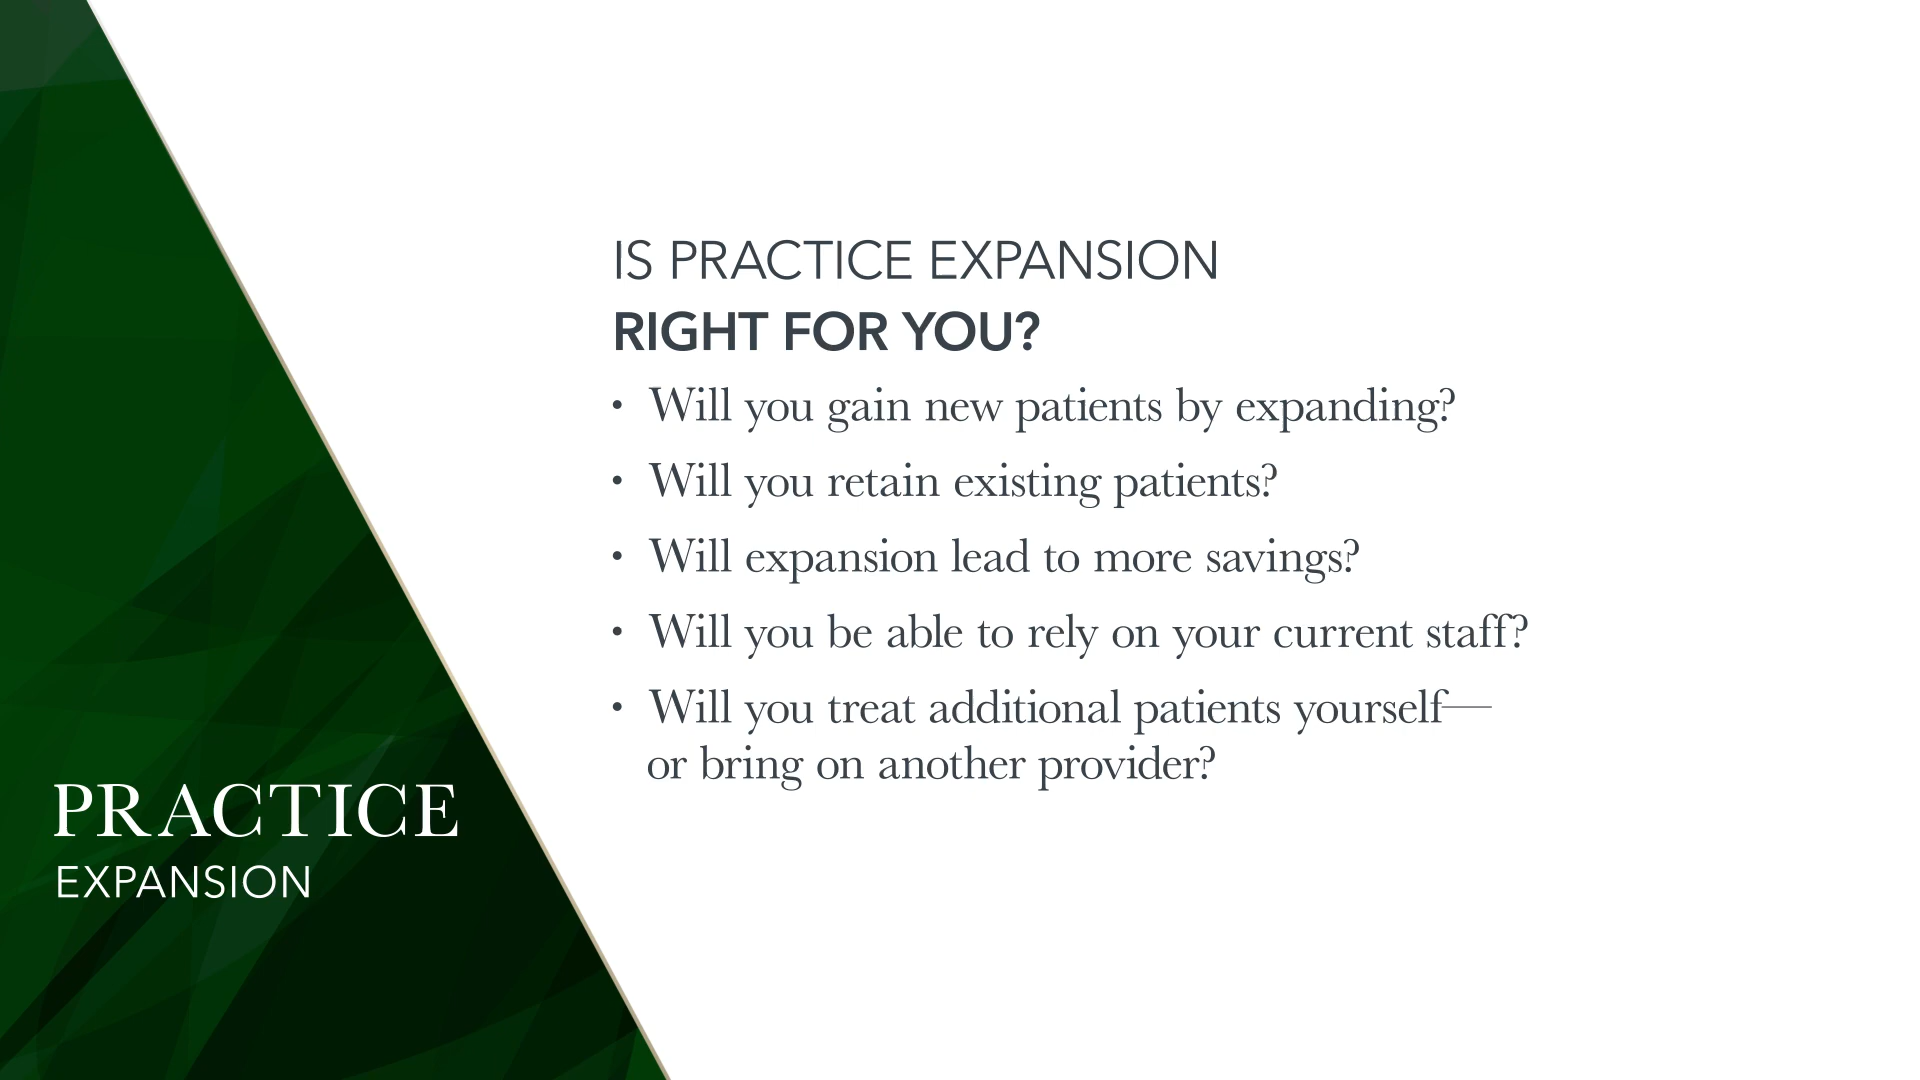 IS PRACTICE EXPANSION
RIGHT FOR YOU?
• Will you gain new patients by expanding?
• Will you retain existing patients?
• Will expansion lead to more savings?
• Will you be able to rely on your current staff?
• Will you treat additional patients yourself—
or bring on another provider?
PRACTICE
EXPANSION